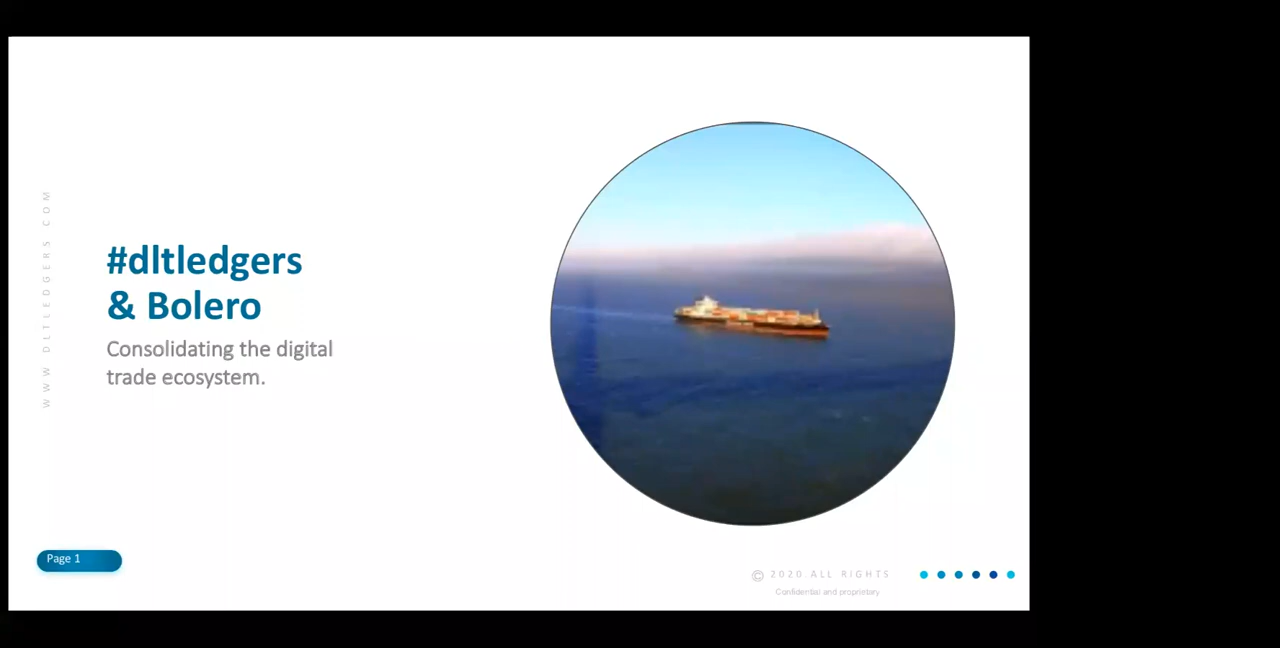 WWW DLTLEDGERS COM
#dltledgers
& Bolero
Consolidating the digital
trade ecosystem.
Page 1
© 2020 ALL RIGHTS
Confidential and proprietary